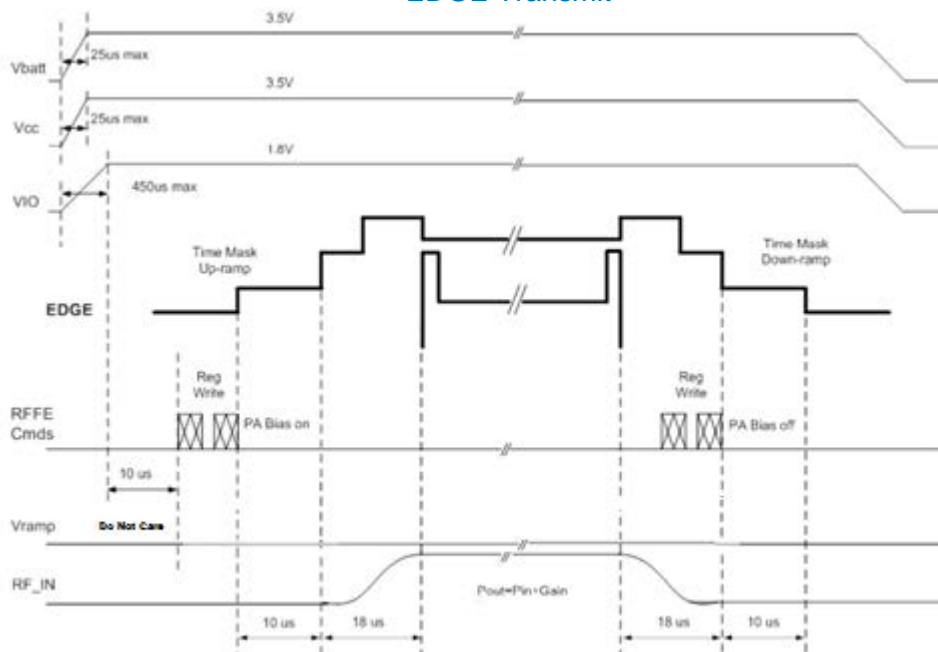 EDGE Transmit
3.5V
25us max
Vbatt
3.5V
25us max
Vcc
1.8V
450us max
VIO
Time Mask
Up-ramp
Time Mask
Down-ramp
EDGE
Reg
Write
Reg
Write
RFFE
Cmds
PA Bias on
PA Bias off
10 us
Vramp
Do Not Care
RF_IN
Pout=Pin+Gain
10 us
18 us
18 us
10 us